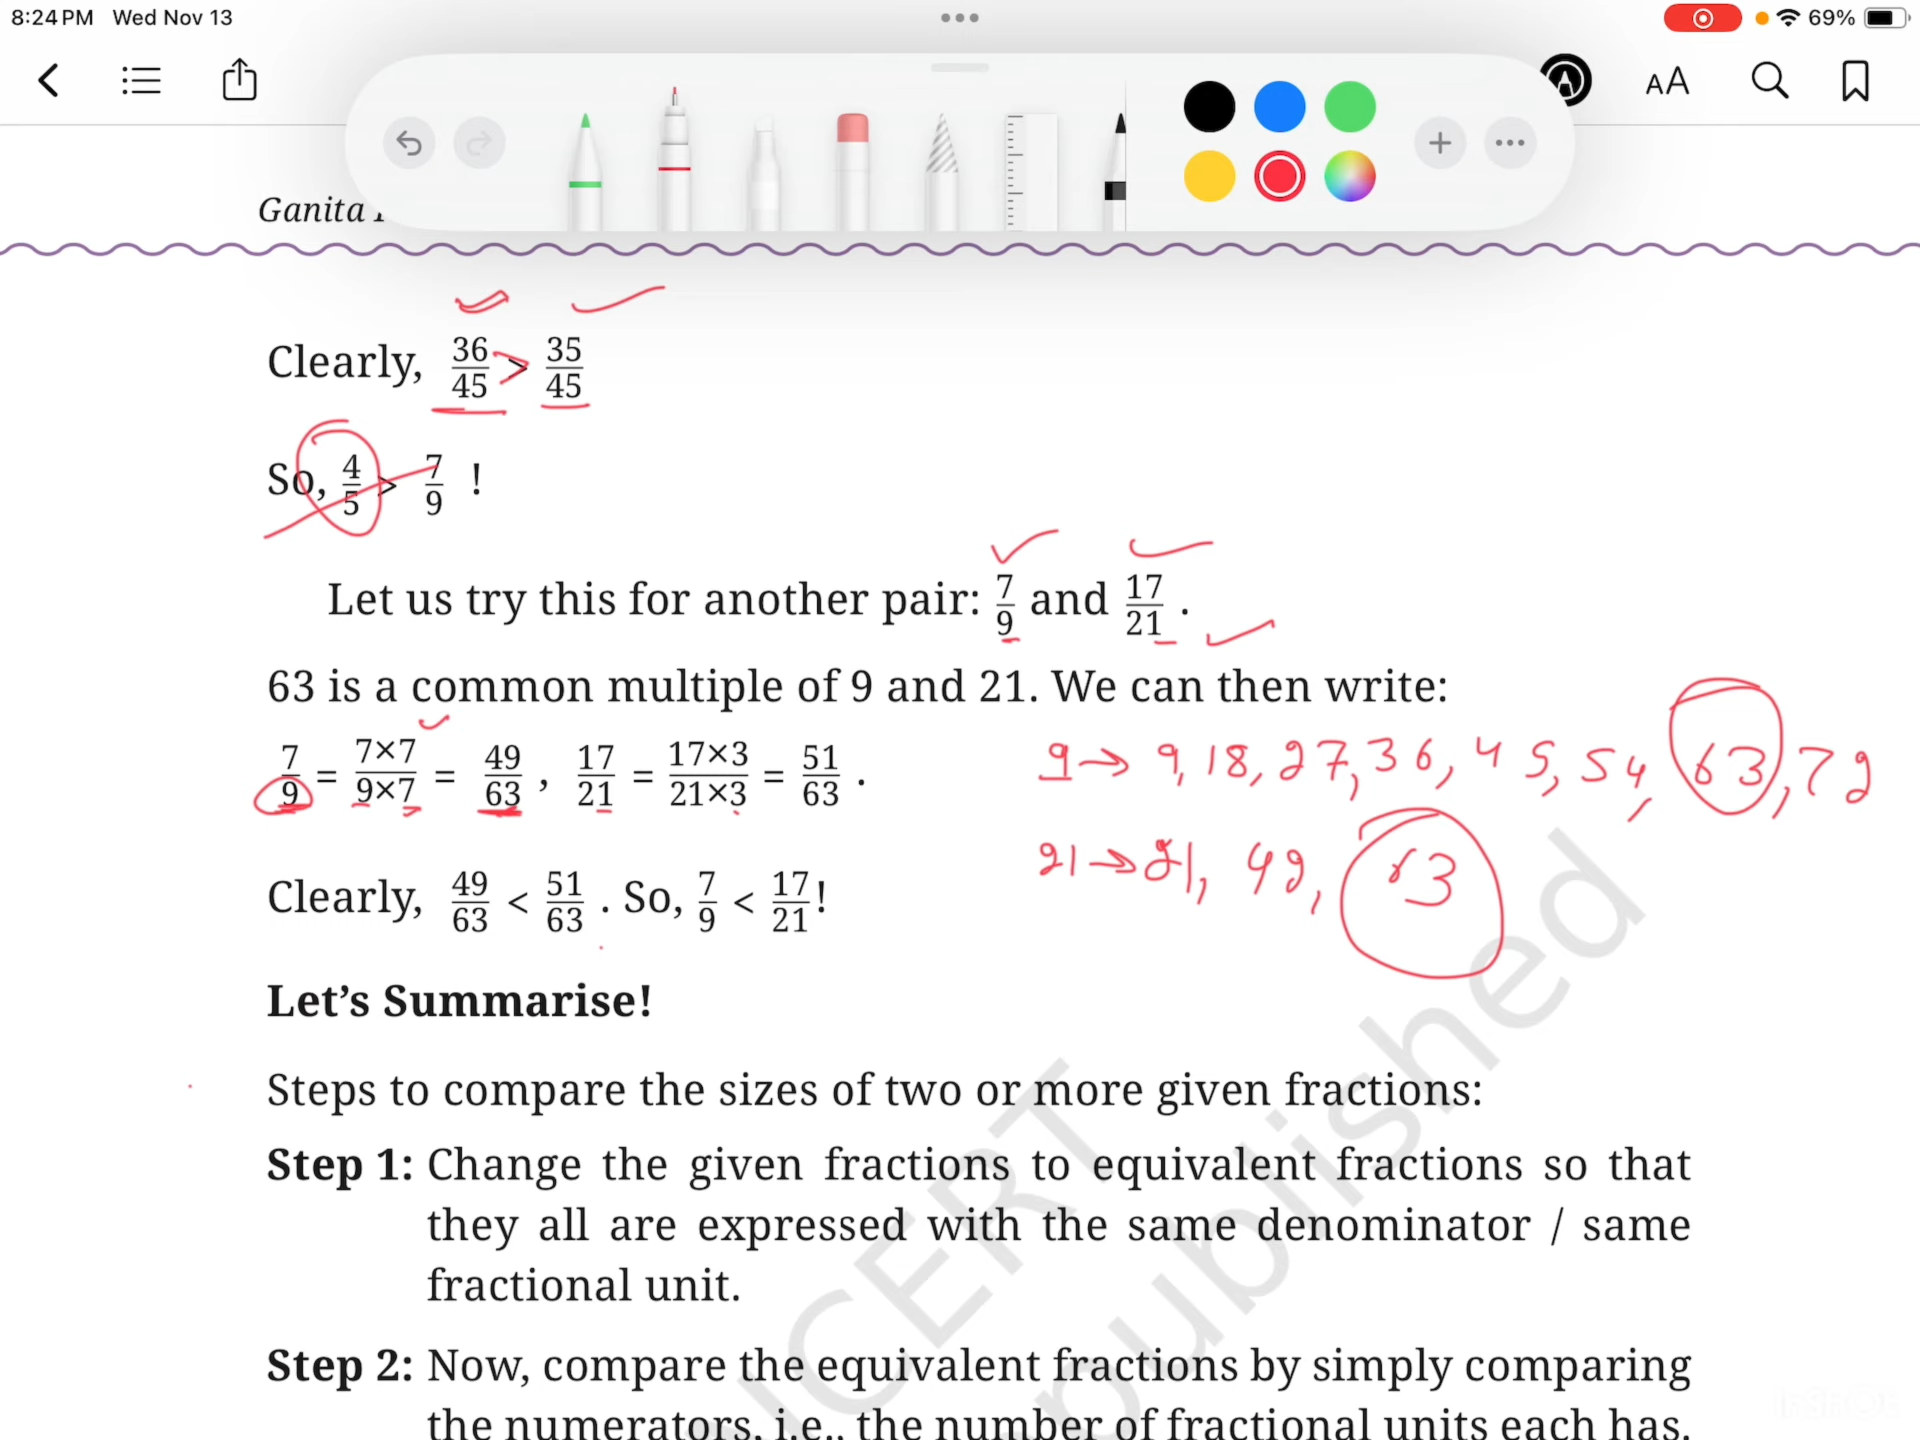 8:24 PM Wed Nov 13
69%
AA
Ganita
Clearly, 36/45 > 35/45
So, 4/5 > 7/9 !
Let us try this for another pair: 7/9 and 17/21 .
63 is a common multiple of 9 and 21. We can then write:
7/9 = 7×7/9×7 = 49/63 , 17/21 = 17×3/21×3 = 51/63 .
9 → 9, 18, 27, 36, 45, 54, 63, 72
21 → 21, 42, 63
Clearly, 49/63 < 51/63 . So, 7/9 < 17/21!
Let’s Summarise!
Steps to compare the sizes of two or more given fractions:
Step 1: Change the given fractions to equivalent fractions so that
they all are expressed with the same denominator / same
fractional unit.
Step 2: Now, compare the equivalent fractions by simply comparing
the numerators, i.e., the number of fractional units each has.
published